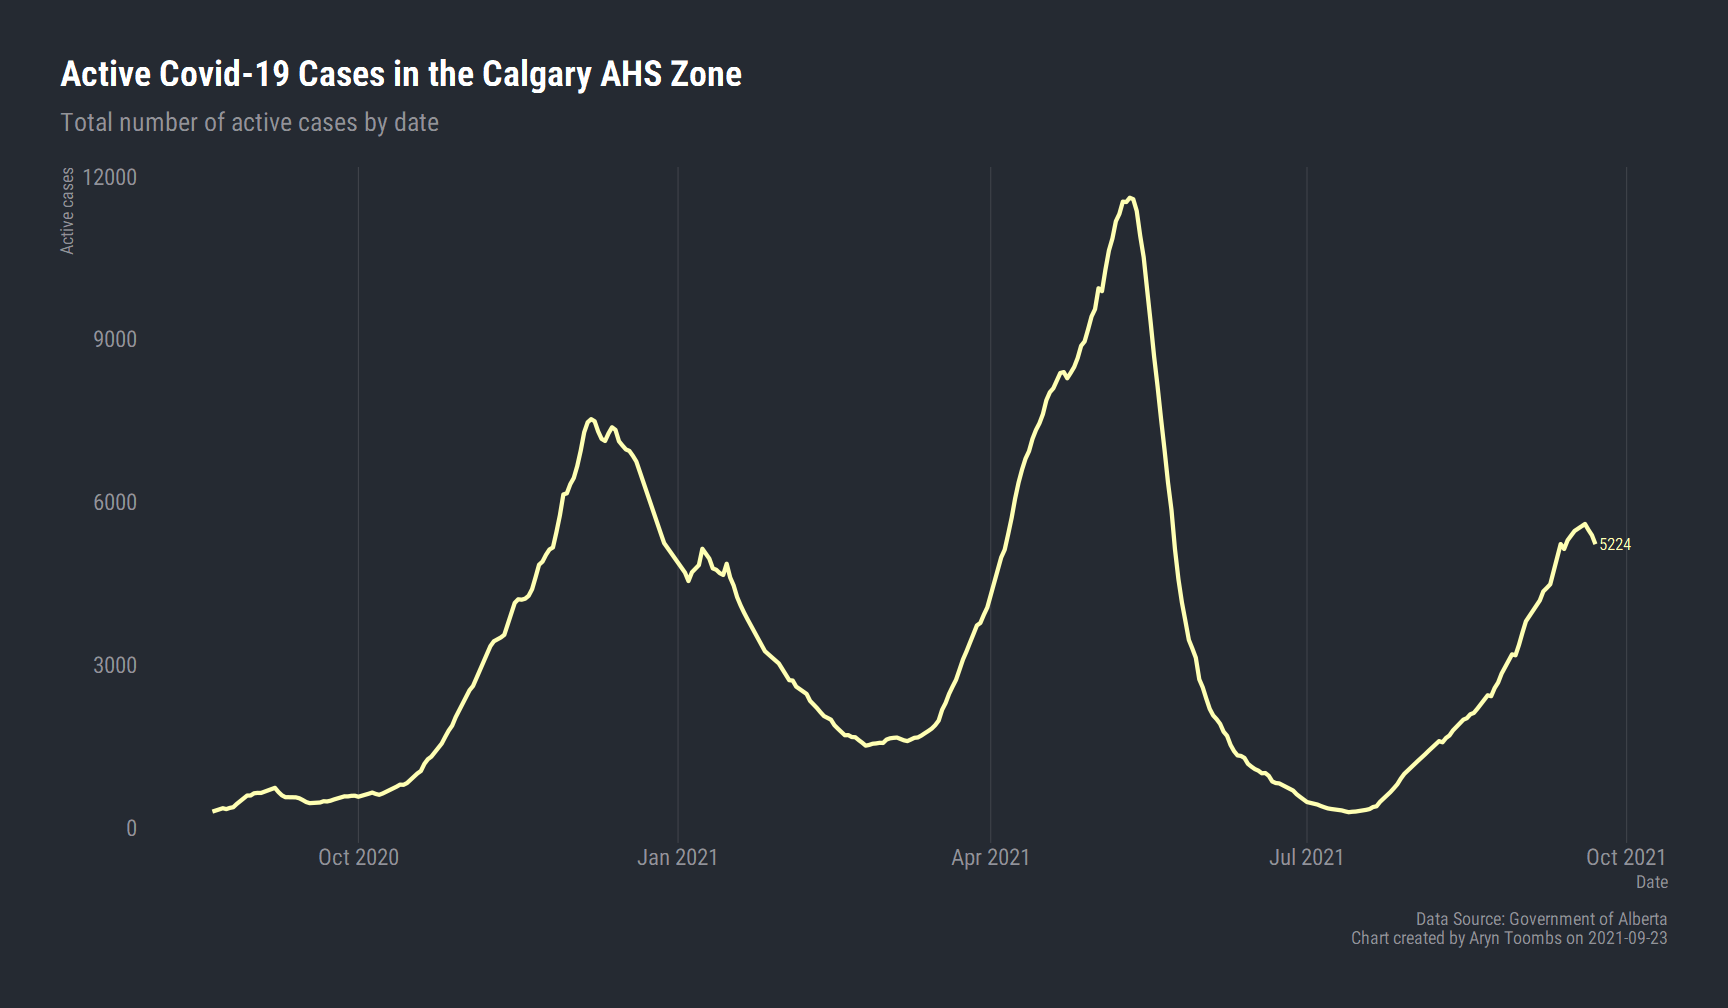 Active Covid-19 Cases in the Calgary AHS Zone
Total number of active cases by date
Active cases
12000
9000
6000
3000
0
5224
Oct 2020
Jan 2021
Apr 2021
Jul 2021
Oct 2021
Date
Data Source: Government of Alberta
Chart created by Aryn Toombs on 2021-09-23